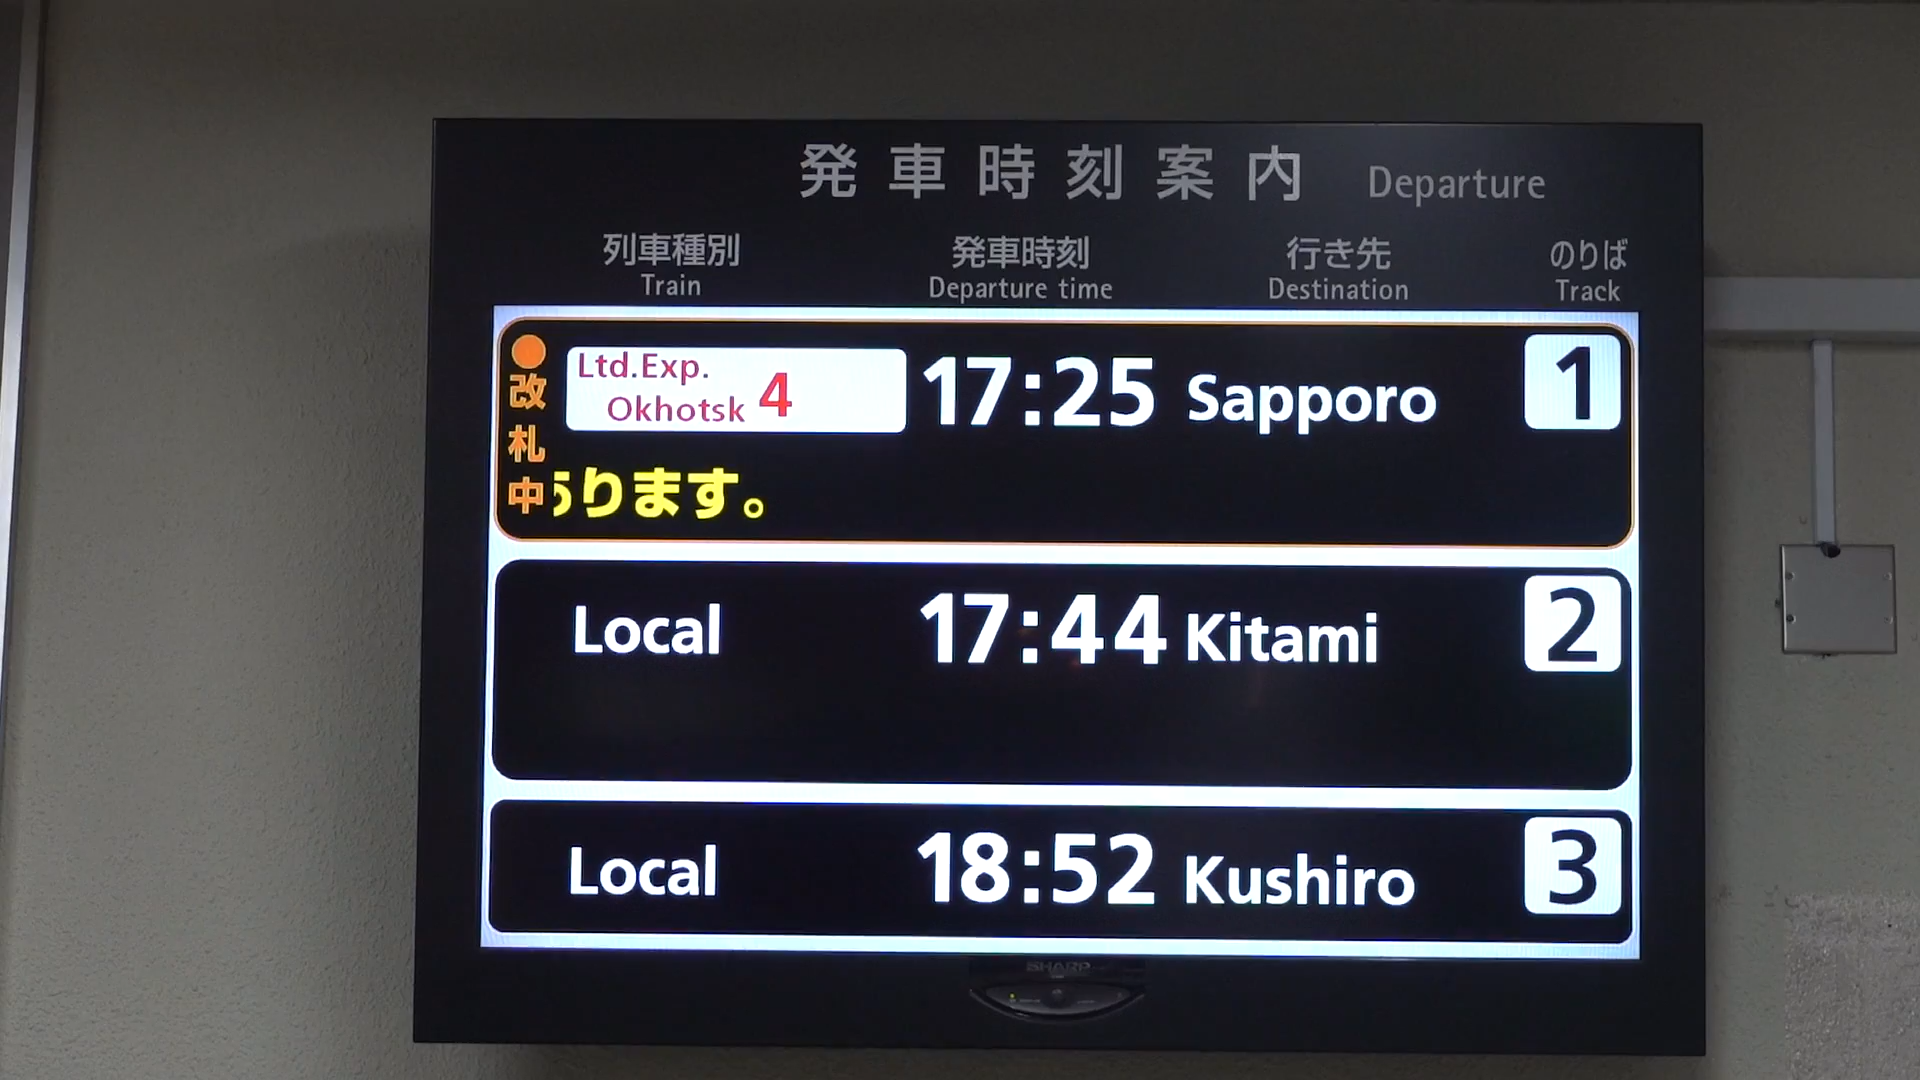 発車時刻案内 Departure
列車種別 発車時刻 行き先 のりば
Train Departure time Destination Track
●改札中
Ltd.Exp.
Okhotsk 4 17:25 Sapporo 1
ります。
Local 17:44 Kitami 2
Local 18:52 Kushiro 3
SHARP